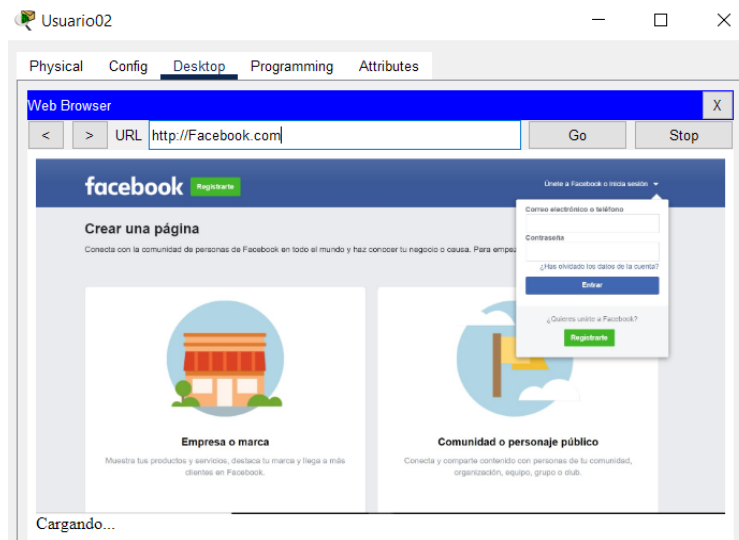 Usuario02
Physical Config Desktop Programming Attributes
Web Browser X
< > URL http://Facebook.com Go Stop
facebook Registrarte Únete a Facebook o inicia sesión
Correo electrónico o teléfono
Contraseña
¿Has olvidado los datos de la cuenta?
Entrar
¿Quieres unirte a Facebook?
Registrarte
Crear una página
Conecta con la comunidad de personas de Facebook en todo el mundo y haz conocer tu negocio o causa. Para empe
Empresa o marca
Muestra tus productos y servicios, destaca tu marca y llega a más
clientes en Facebook.
Comunidad o personaje público
Conecta y comparte contenido con personas de tu comunidad,
organización, equipo, grupo o club.
Cargando...